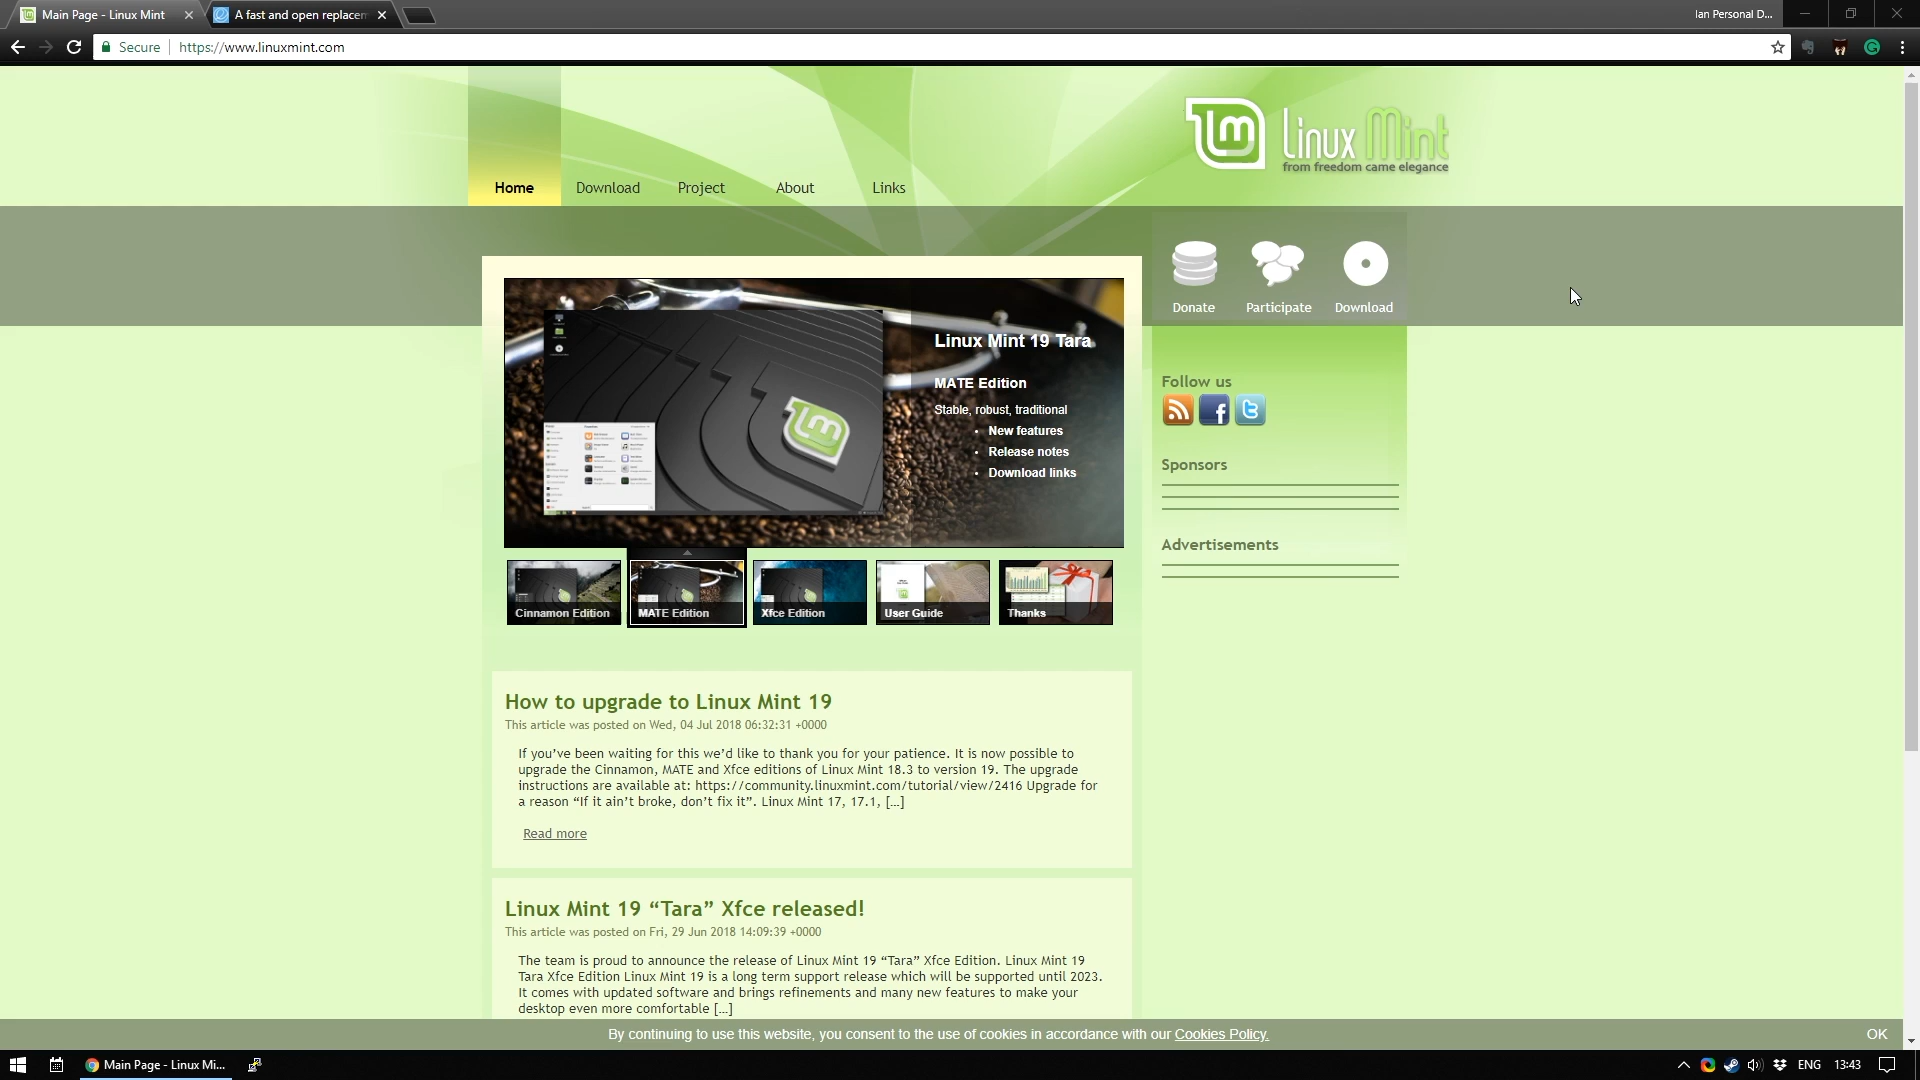 Main Page - Linux Mint
A fast and open replacem
Ian Personal D...
Secure
https://www.linuxmint.com
Linux Mint
from freedom came elegance
Home
Download
Project
About
Links
Donate
Participate
Download
Linux Mint 19 Tara
MATE Edition
Stable, robust, traditional
• New features
• Release notes
• Download links
Cinnamon Edition
MATE Edition
Xfce Edition
User Guide
Thanks
Follow us
Sponsors
Advertisements
How to upgrade to Linux Mint 19
This article was posted on Wed, 04 Jul 2018 06:32:31 +0000
If you’ve been waiting for this we’d like to thank you for your patience. It is now possible to
upgrade the Cinnamon, MATE and Xfce editions of Linux Mint 18.3 to version 19. The upgrade
instructions are available at: https://community.linuxmint.com/tutorial/view/2416 Upgrade for
a reason “If it ain’t broke, don’t fix it”. Linux Mint 17, 17.1, […]
Read more
Linux Mint 19 “Tara” Xfce released!
This article was posted on Fri, 29 Jun 2018 14:09:39 +0000
The team is proud to announce the release of Linux Mint 19 “Tara” Xfce Edition. Linux Mint 19
Tara Xfce Edition Linux Mint 19 is a long term support release which will be supported until 2023.
It comes with updated software and brings refinements and many new features to make your
desktop even more comfortable […]
By continuing to use this website, you consent to the use of cookies in accordance with our Cookies Policy.
OK
Main Page - Linux Mi...
ENG
13:43